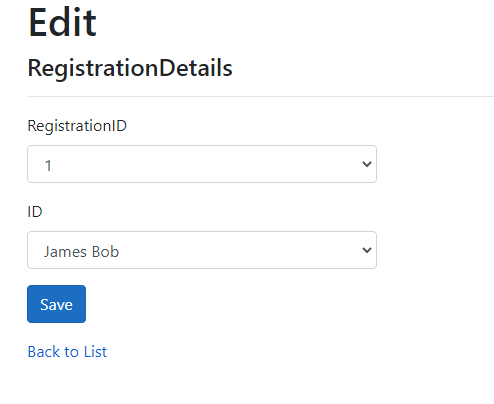 Edit
RegistrationDetails
RegistrationID
1
ID
James Bob
Save
Back to List